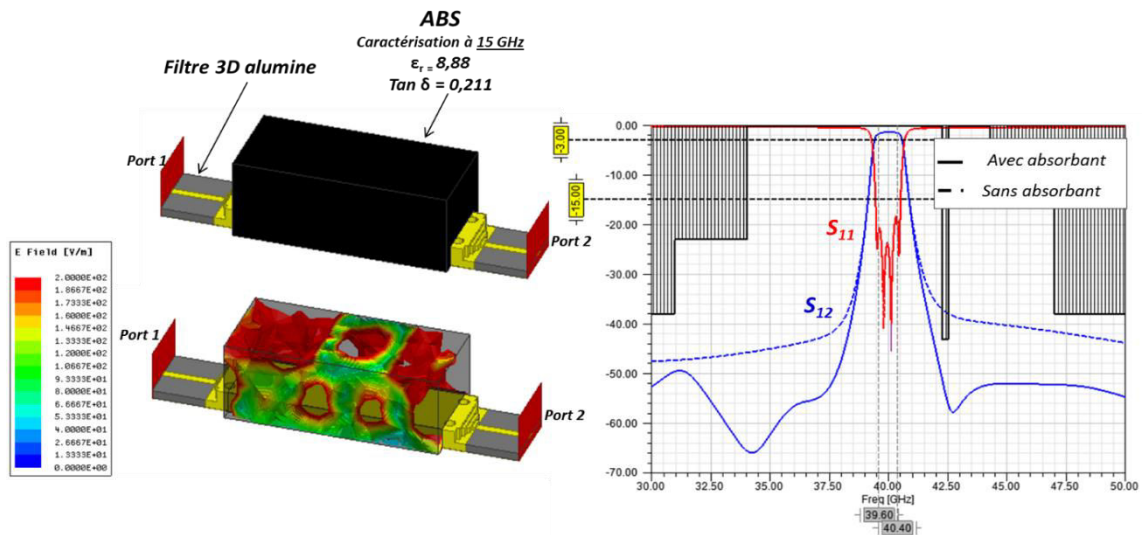 ABS
Caractérisation à 15 GHz
εr = 8,88
Tan δ = 0,211
Filtre 3D alumine
Port 1
Port 2
E Field [V/m]
2.0000E+02
1.8667E+02
1.7333E+02
1.6000E+02
1.4667E+02
1.3333E+02
1.2000E+02
1.0667E+02
9.3333E+01
8.0000E+01
6.6667E+01
5.3333E+01
4.0000E+01
2.6667E+01
1.3333E+01
0.0000E+00
Port 1
Port 2
-3.00
-15.00
0.00
-10.00
-20.00
-30.00
-40.00
-50.00
-60.00
-70.00
Avec absorbant
Sans absorbant
S11
S12
30.00 35.00 37.50 40.00 42.50 45.00 50.00
Freq [GHz]
39.60
40.40